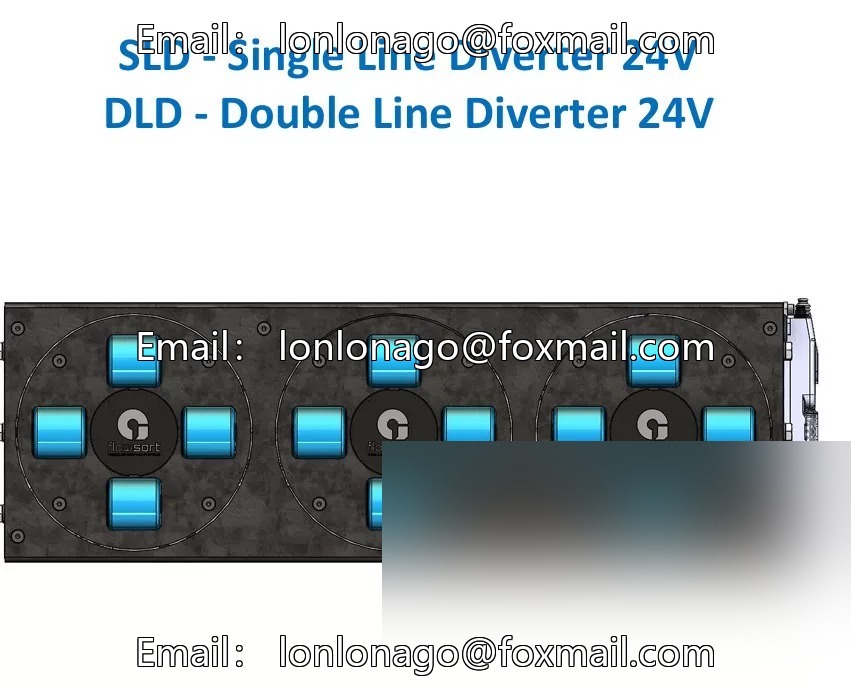 Email： lonlonago@foxmail.com
SLD - Single Line Diverter 24V
DLD - Double Line Diverter 24V
Email： lonlonago@foxmail.com
flowsort
Email： lonlonago@foxmail.com